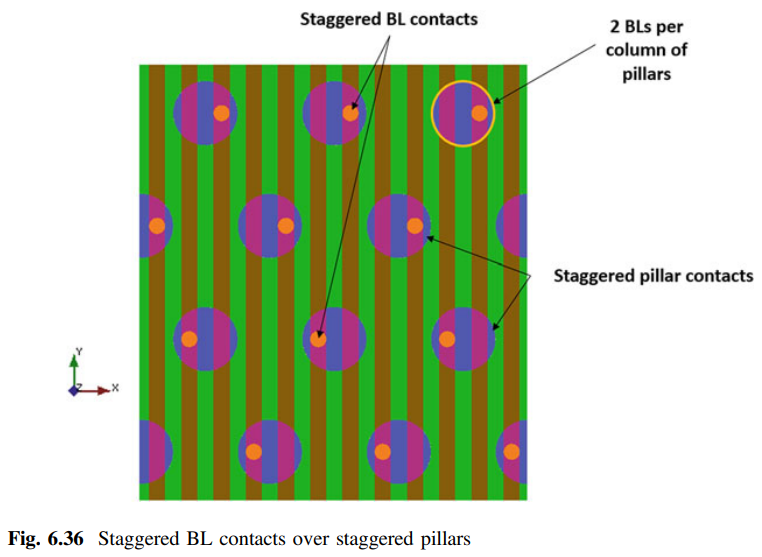 Staggered BL contacts
2 BLs per
column of
pillars
Staggered pillar contacts
Y
Z
X
Fig. 6.36 Staggered BL contacts over staggered pillars